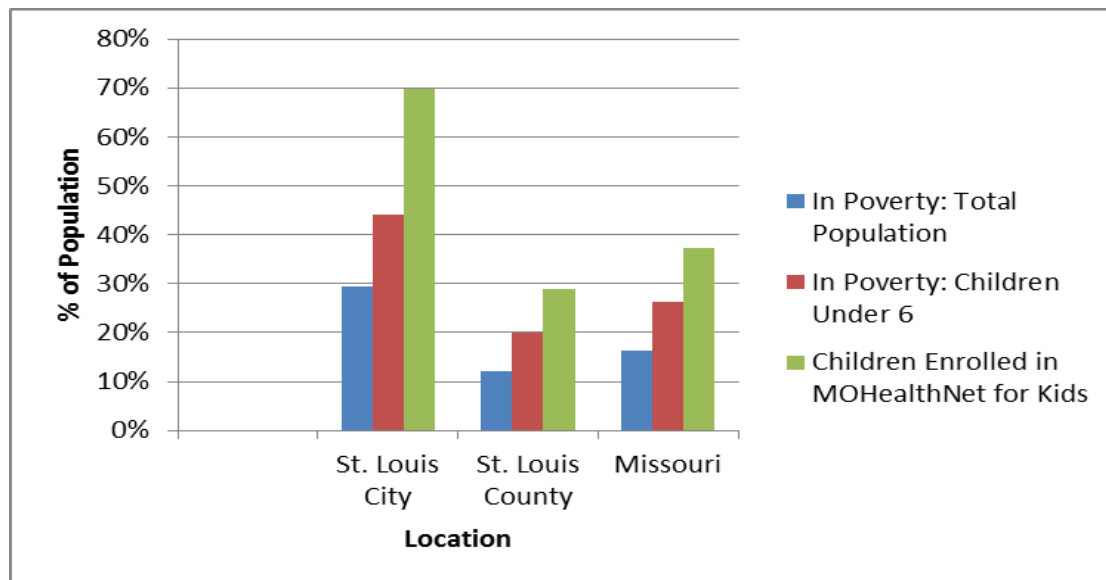 80%
70%
60%
50%
40%
30%
20%
10%
0%
% of Population
St. Louis
City
St. Louis
County
Missouri
Location
In Poverty: Total
Population
In Poverty: Children
Under 6
Children Enrolled in
MOHealthNet for Kids